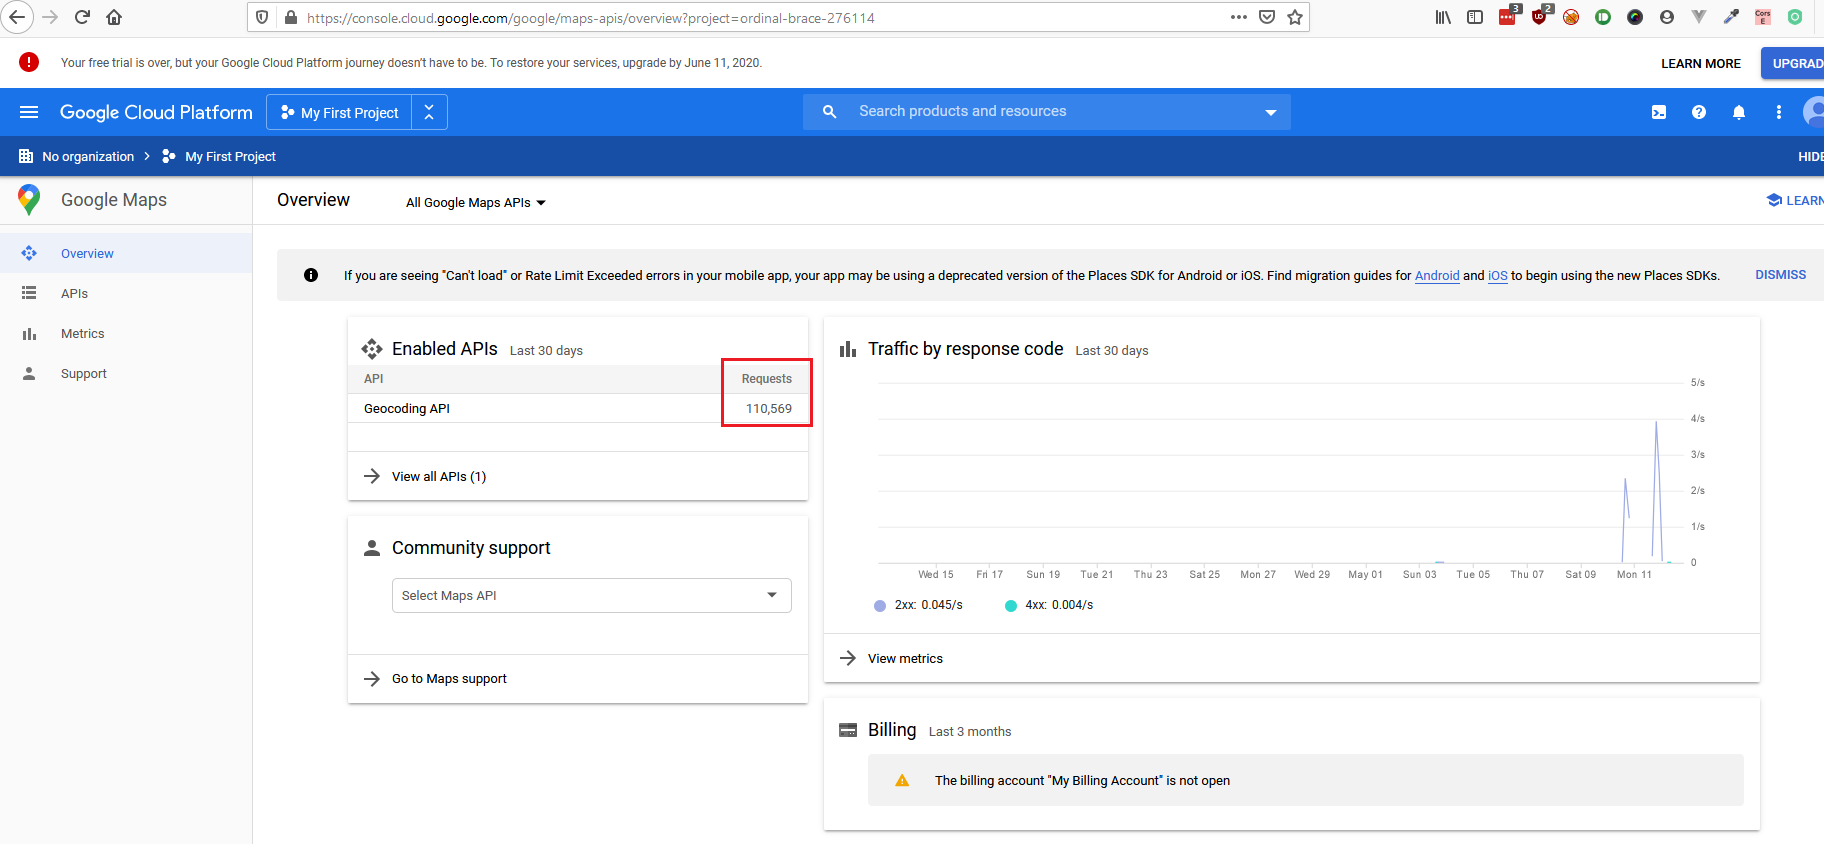 https://console.cloud.google.com/google/maps-apis/overview?project=ordinal-brace-276114
3
2
Cors
E
Your free trial is over, but your Google Cloud Platform journey doesn't have to be. To restore your services, upgrade by June 11, 2020.
LEARN MORE
UPGRAD
Google Cloud Platform
My First Project
Search products and resources
No organization
My First Project
HIDE
Google Maps
Overview
All Google Maps APIs
LEARN
Overview
APIs
Metrics
Support
If you are seeing "Can't load" or Rate Limit Exceeded errors in your mobile app, your app may be using a deprecated version of the Places SDK for Android or iOS. Find migration guides for Android and iOS to begin using the new Places SDKs.
DISMISS
Enabled APIs Last 30 days
API Requests
Geocoding API 110,569
View all APIs (1)
Community support
Select Maps API
Go to Maps support
Traffic by response code Last 30 days
5/s
4/s
3/s
2/s
1/s
0
Wed 15 Fri 17 Sun 19 Tue 21 Thu 23 Sat 25 Mon 27 Wed 29 May 01 Sun 03 Tue 05 Thu 07 Sat 09 Mon 11
2xx: 0.045/s 4xx: 0.004/s
View metrics
Billing Last 3 months
The billing account "My Billing Account" is not open